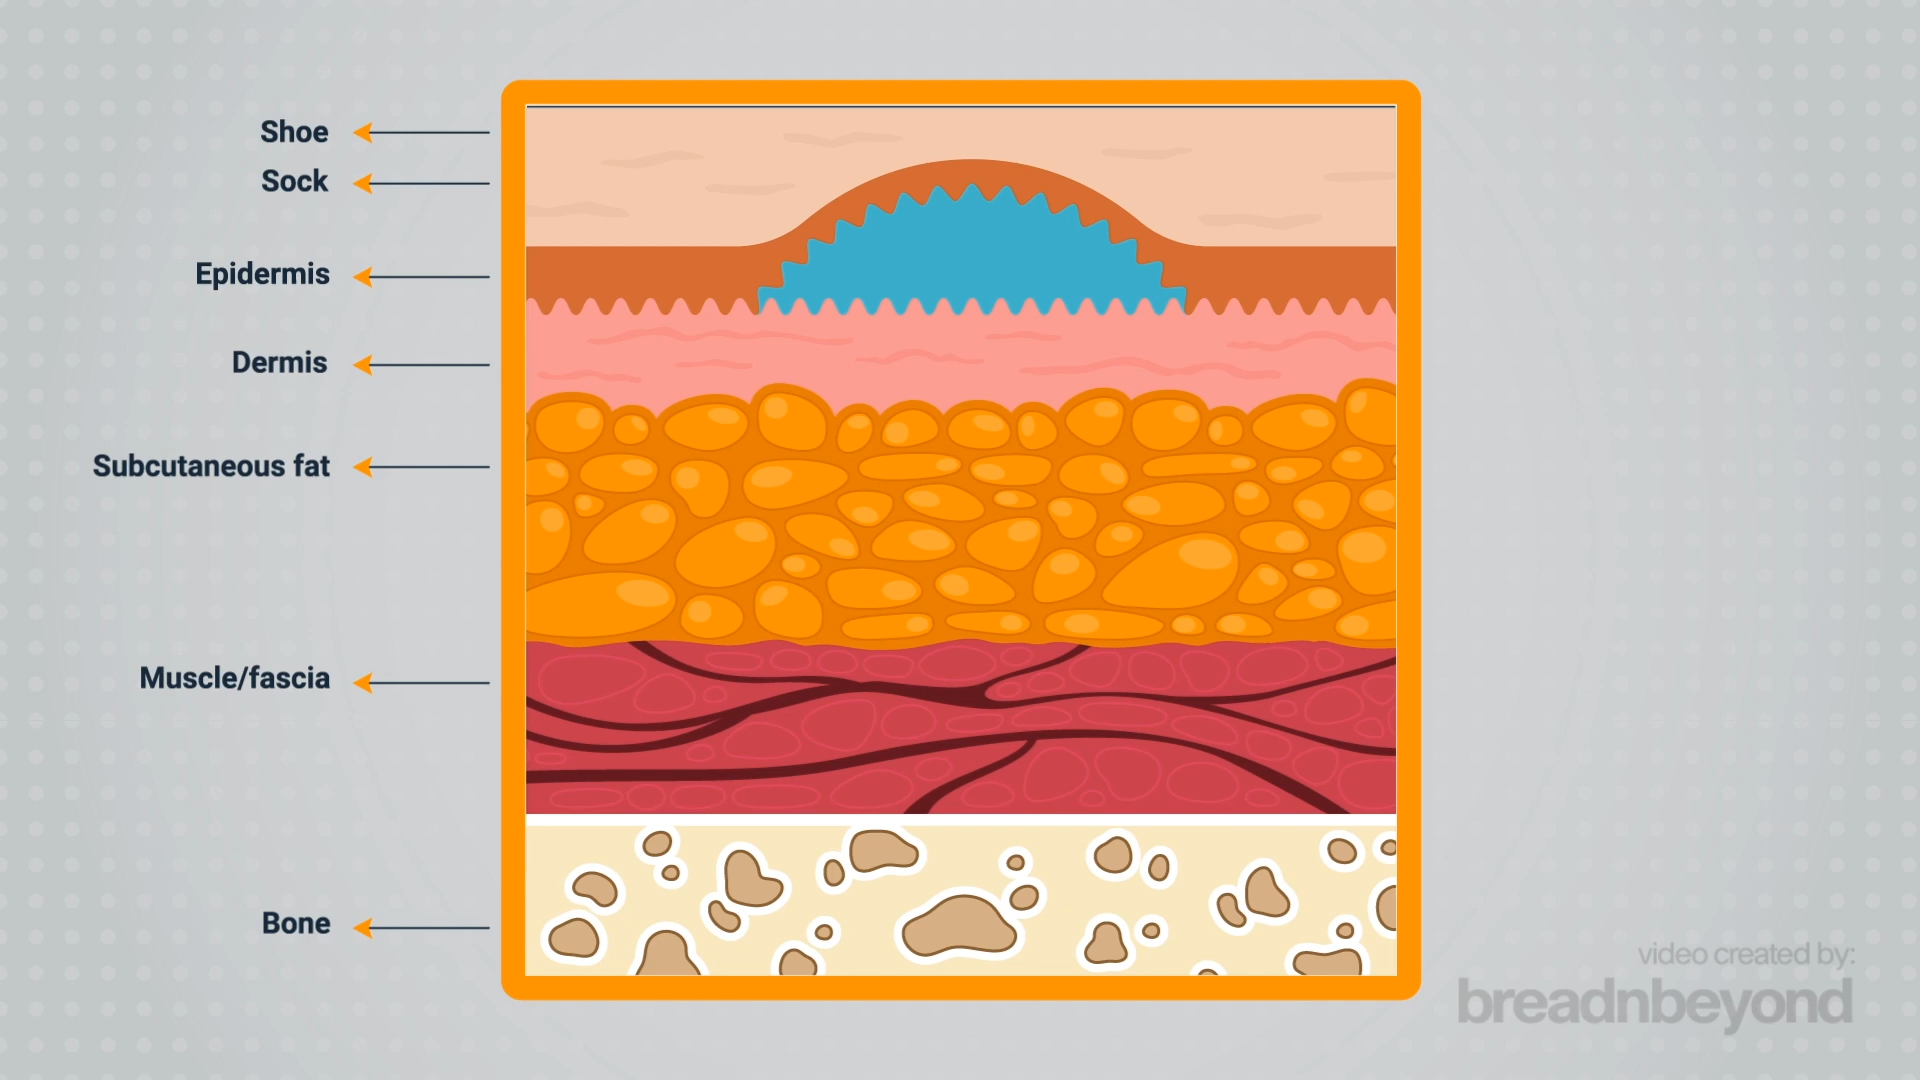 Shoe
Sock
Epidermis
Dermis
Subcutaneous fat
Muscle/fascia
Bone
video created by:
breadnbeyond